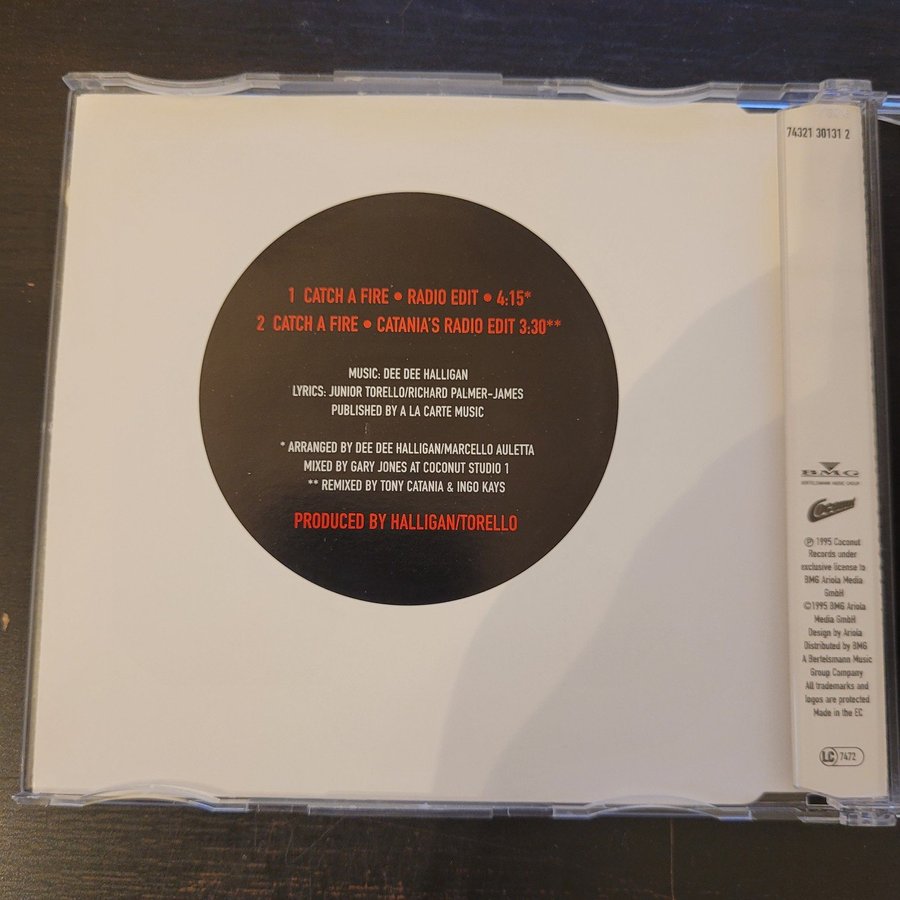 1 CATCH A FIRE • RADIO EDIT • 4:15*
2 CATCH A FIRE • CATANIA'S RADIO EDIT 3:30**
MUSIC: DEE DEE HALLIGAN
LYRICS: JUNIOR TORELLO/RICHARD PALMER-JAMES
PUBLISHED BY A LA CARTE MUSIC
* ARRANGED BY DEE DEE HALLIGAN/MARCELLO AULETTA
MIXED BY GARY JONES AT COCONUT STUDIO 1
** REMIXED BY TONY CATANIA & INGO KAYS
PRODUCED BY HALLIGAN/TORELLO
74321 30131 2
BMG
BERTELSMANN MUSIC GROUP
Coconut
℗ 1995 Coconut
Records under
exclusive license to
BMG Ariola Media
GmbH
©1995 BMG Ariola
Media GmbH
Design by Ariola
Distributed by BMG
A Bertelsmann Music
Group Company
All trademarks and
logos are protected
Made in the EC
LC 7472